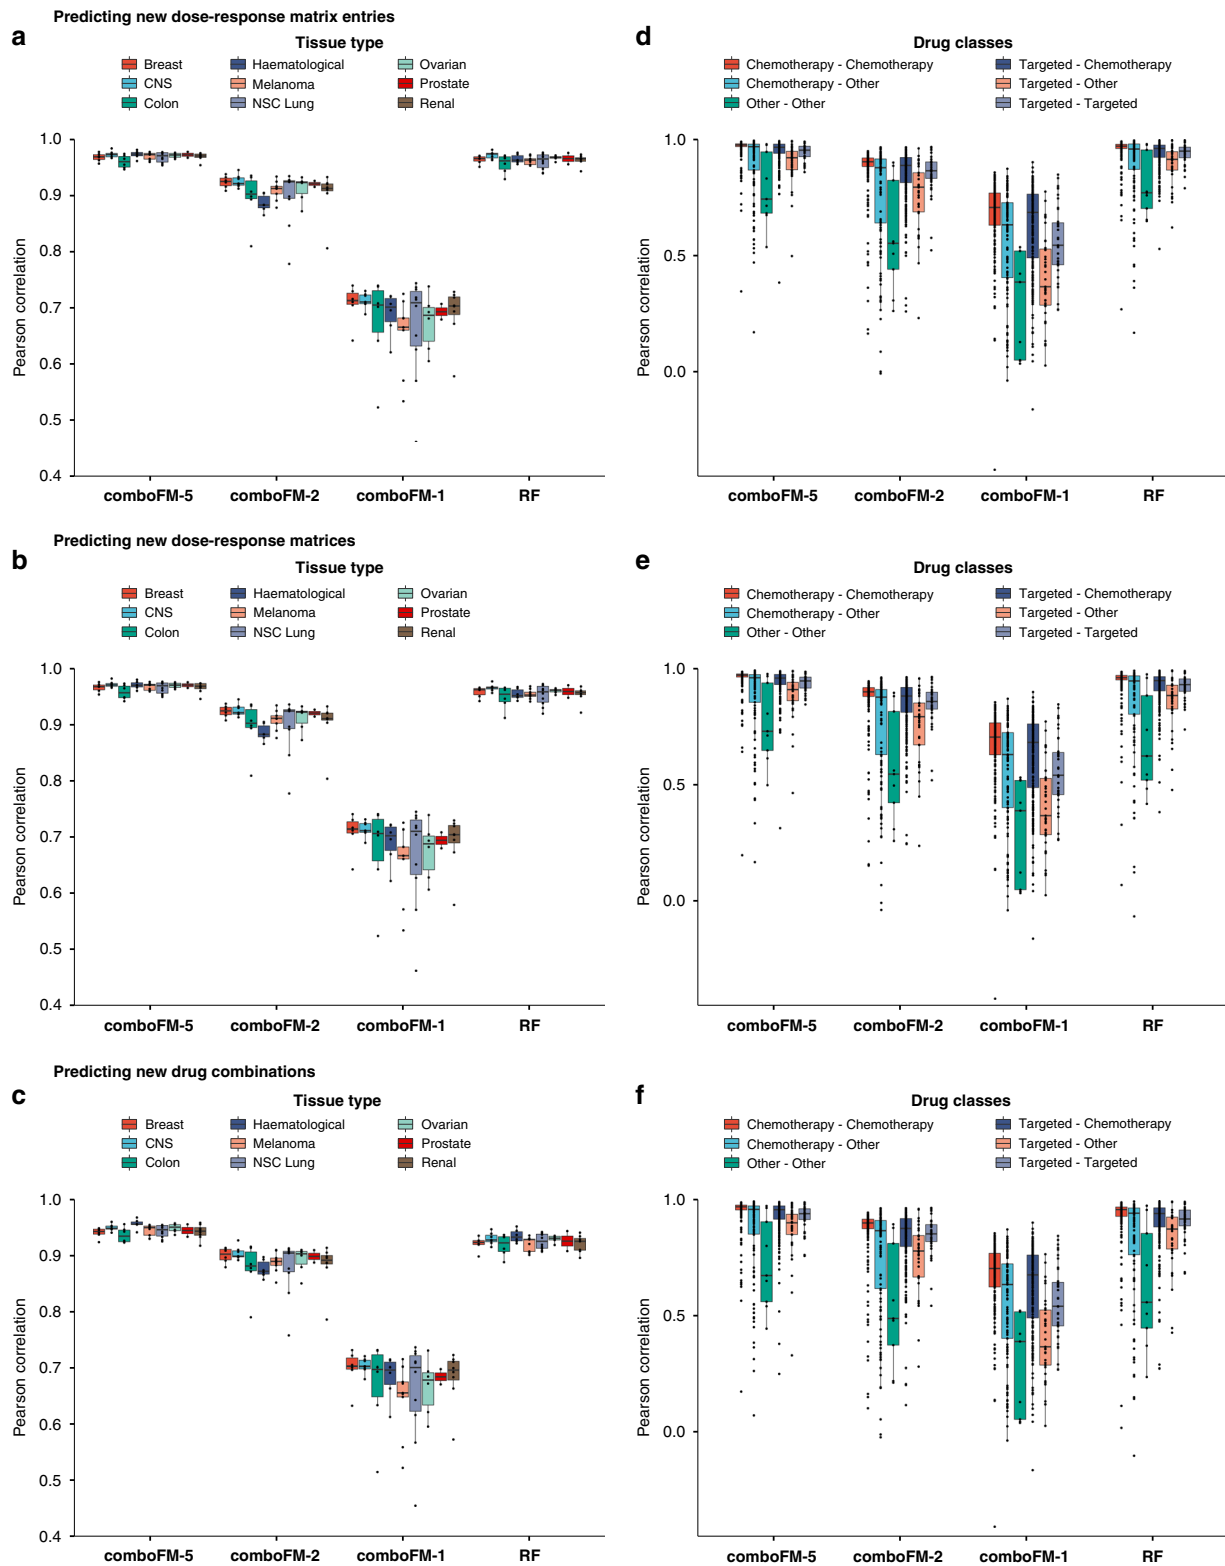 Predicting new dose-response matrix entries
a
Tissue type
Breast
Haematological
Ovarian
CNS
Melanoma
Prostate
Colon
NSC Lung
Renal
Pearson correlation
1.0
0.9
0.8
0.7
0.6
0.5
0.4
comboFM-5
comboFM-2
comboFM-1
RF
d
Drug classes
Chemotherapy - Chemotherapy
Targeted - Chemotherapy
Chemotherapy - Other
Targeted - Other
Other - Other
Targeted - Targeted
Pearson correlation
1.0
0.5
0.0
comboFM-5
comboFM-2
comboFM-1
RF
Predicting new dose-response matrices
b
Tissue type
Breast
Haematological
Ovarian
CNS
Melanoma
Prostate
Colon
NSC Lung
Renal
Pearson correlation
1.0
0.9
0.8
0.7
0.6
0.5
0.4
comboFM-5
comboFM-2
comboFM-1
RF
e
Drug classes
Chemotherapy - Chemotherapy
Targeted - Chemotherapy
Chemotherapy - Other
Targeted - Other
Other - Other
Targeted - Targeted
Pearson correlation
1.0
0.5
0.0
comboFM-5
comboFM-2
comboFM-1
RF
Predicting new drug combinations
c
Tissue type
Breast
Haematological
Ovarian
CNS
Melanoma
Prostate
Colon
NSC Lung
Renal
Pearson correlation
1.0
0.9
0.8
0.7
0.6
0.5
0.4
comboFM-5
comboFM-2
comboFM-1
RF
f
Drug classes
Chemotherapy - Chemotherapy
Targeted - Chemotherapy
Chemotherapy - Other
Targeted - Other
Other - Other
Targeted - Targeted
Pearson correlation
1.0
0.5
0.0
comboFM-5
comboFM-2
comboFM-1
RF